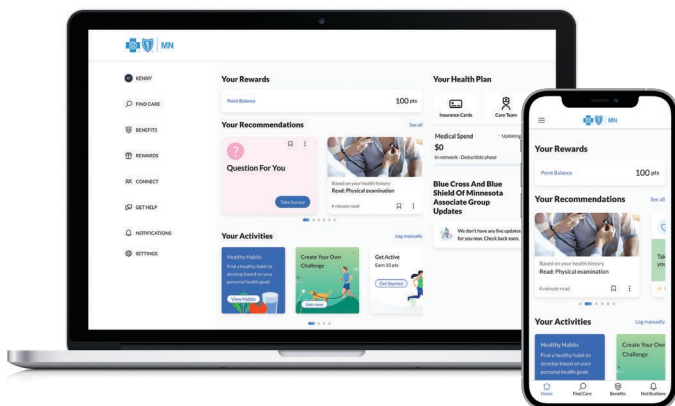 MN
KENNY
FIND CARE
BENEFITS
REWARDS
CONNECT
GET HELP
NOTIFICATIONS
SETTINGS
Your Rewards
Point Balance
100 pts
Your Recommendations
See all
?
Question For You
Take Survey
Based on your health history
Read: Physical examination
4 minute read
Your Activities
Log manually
Healthy Habits
Find a healthy habit to
develop based on your
personal health goals
View Habits
Create Your Own
Challenge
Join now
Get Active
Earn 10 pts
Get Started
Your Health Plan
Insurance Cards
Care Team
Medical Spend
Updating
$0
In-network - Deductible phase
Blue Cross And Blue
Shield Of Minnesota
Associate Group
Updates
We don't have any live updates
for you now. Check back soon.
MN
Your Rewards
Point Balance
100 pts
Your Recommendations
See all
Based on your health history
Read: Physical examination
4 minute read
Your Activities
Log manually
Healthy Habits
Find a healthy habit to
develop based on your
personal health goals
Create Your Own
Challenge
Home
Find Care
Benefits
Notifications